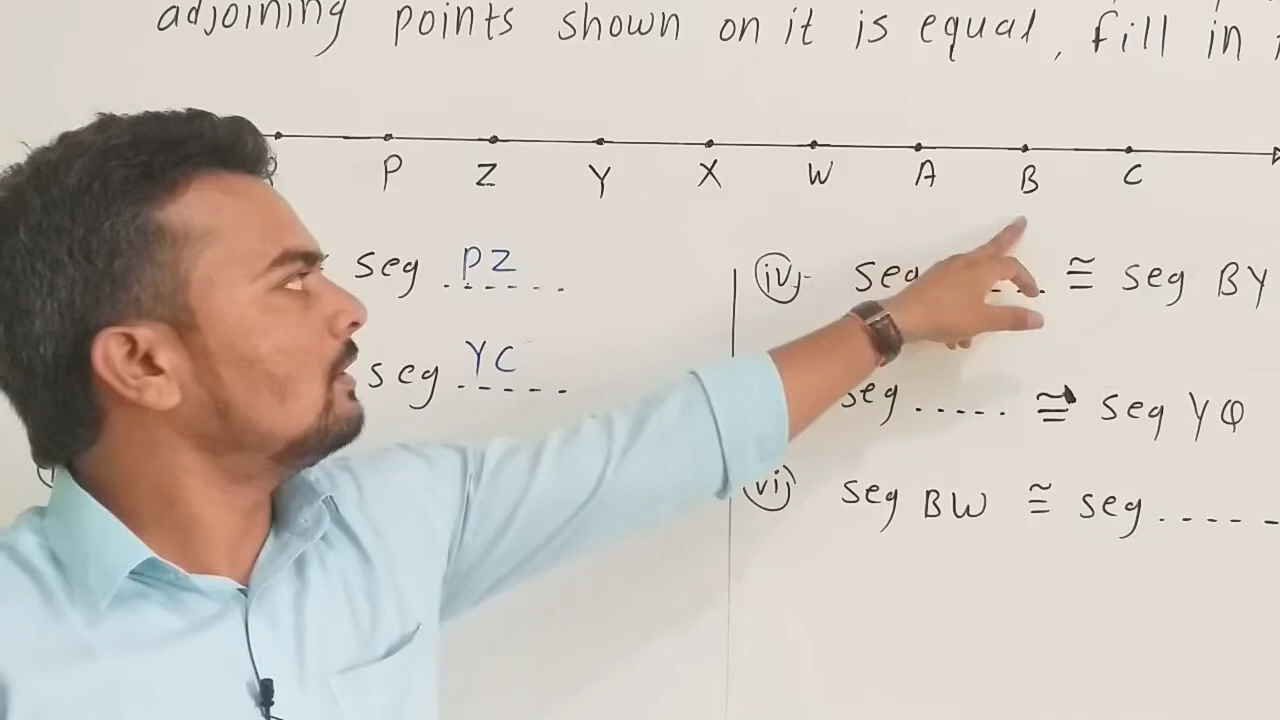 adjoining points shown on it is equal, fill in
P Z Y X W A B C
seg PZ
seg YC
(iv) seg ..... ≅ seg BY
seg ..... ≅ seg YQ
(vi) seg BW ≅ seg .....